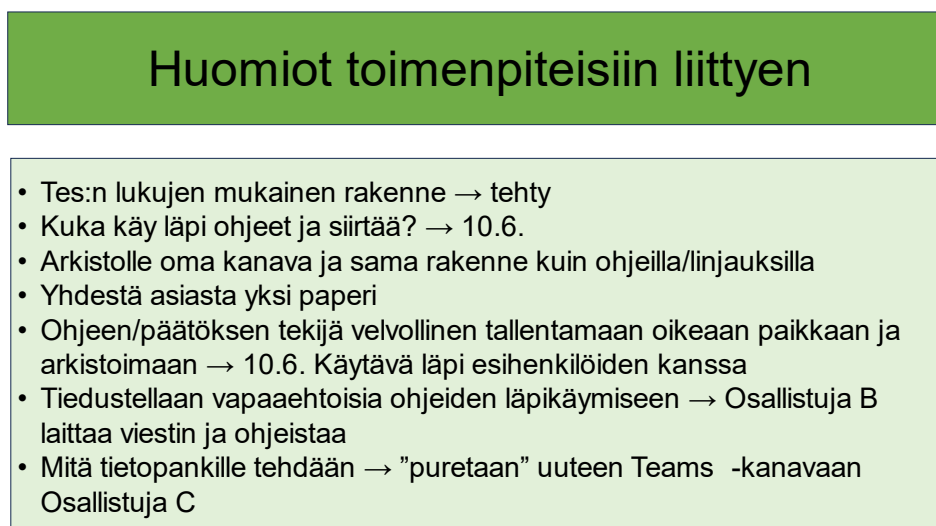 Huomiot toimenpiteisiin liittyen
• Tes:n lukujen mukainen rakenne → tehty
• Kuka käy läpi ohjeet ja siirtää? → 10.6.
• Arkistolle oma kanava ja sama rakenne kuin ohjeilla/linjauksilla
• Yhdestä asiasta yksi paperi
• Ohjeen/päätöksen tekijä velvollinen tallentamaan oikeaan paikkaan ja
arkistoimaan → 10.6. Käytävä läpi esihenkilöiden kanssa
• Tiedustellaan vapaaehtoisia ohjeiden läpikäymiseen → Osallistuja B
laittaa viestin ja ohjeistaa
• Mitä tietopankille tehdään → ”puretaan” uuteen Teams -kanavaan
Osallistuja C